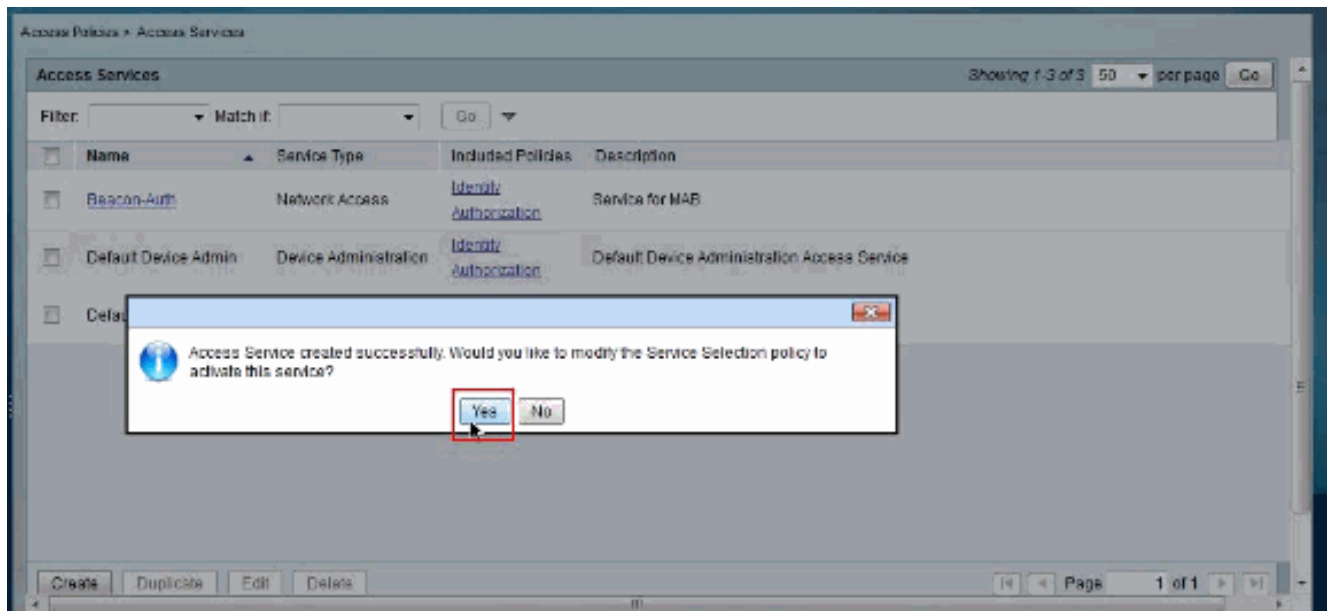 Access Policies > Access Services
Access Services
Showing 1-3 of 3 50 per page Go
Filter: Match if: Go
Name Service Type Included Policies Description
Beacon-Auth Network Access Identity Authorization Service for MAB
Default Device Admin Device Administration Identity Authorization Default Device Administration Access Service
Defau
Access Service created successfully. Would you like to modify the Service Selection policy to
activate this service?
Yes No
Create Duplicate Edit Delete Page 1 of 1